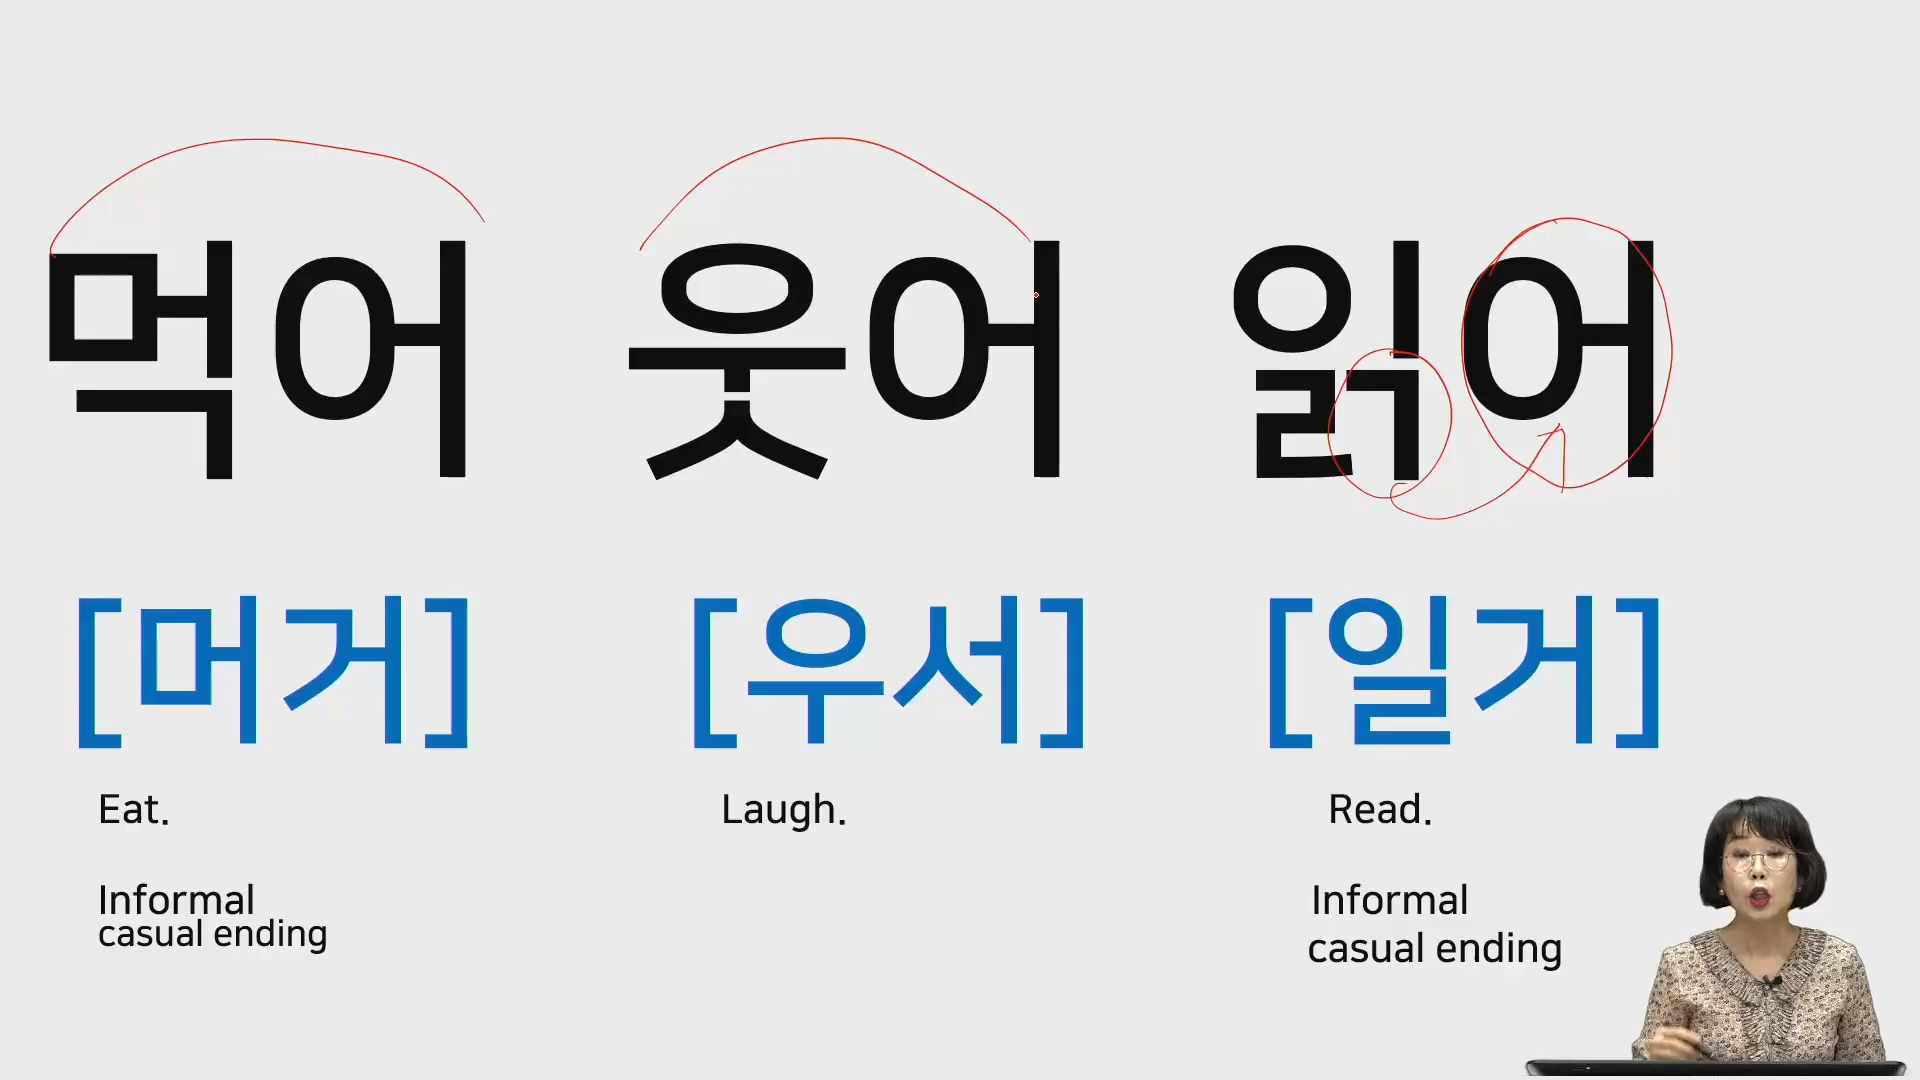 먹어 웃어 읽어
[머거] [우서] [일거]
Eat. Laugh. Read.
Informal Informal
casual ending casual ending